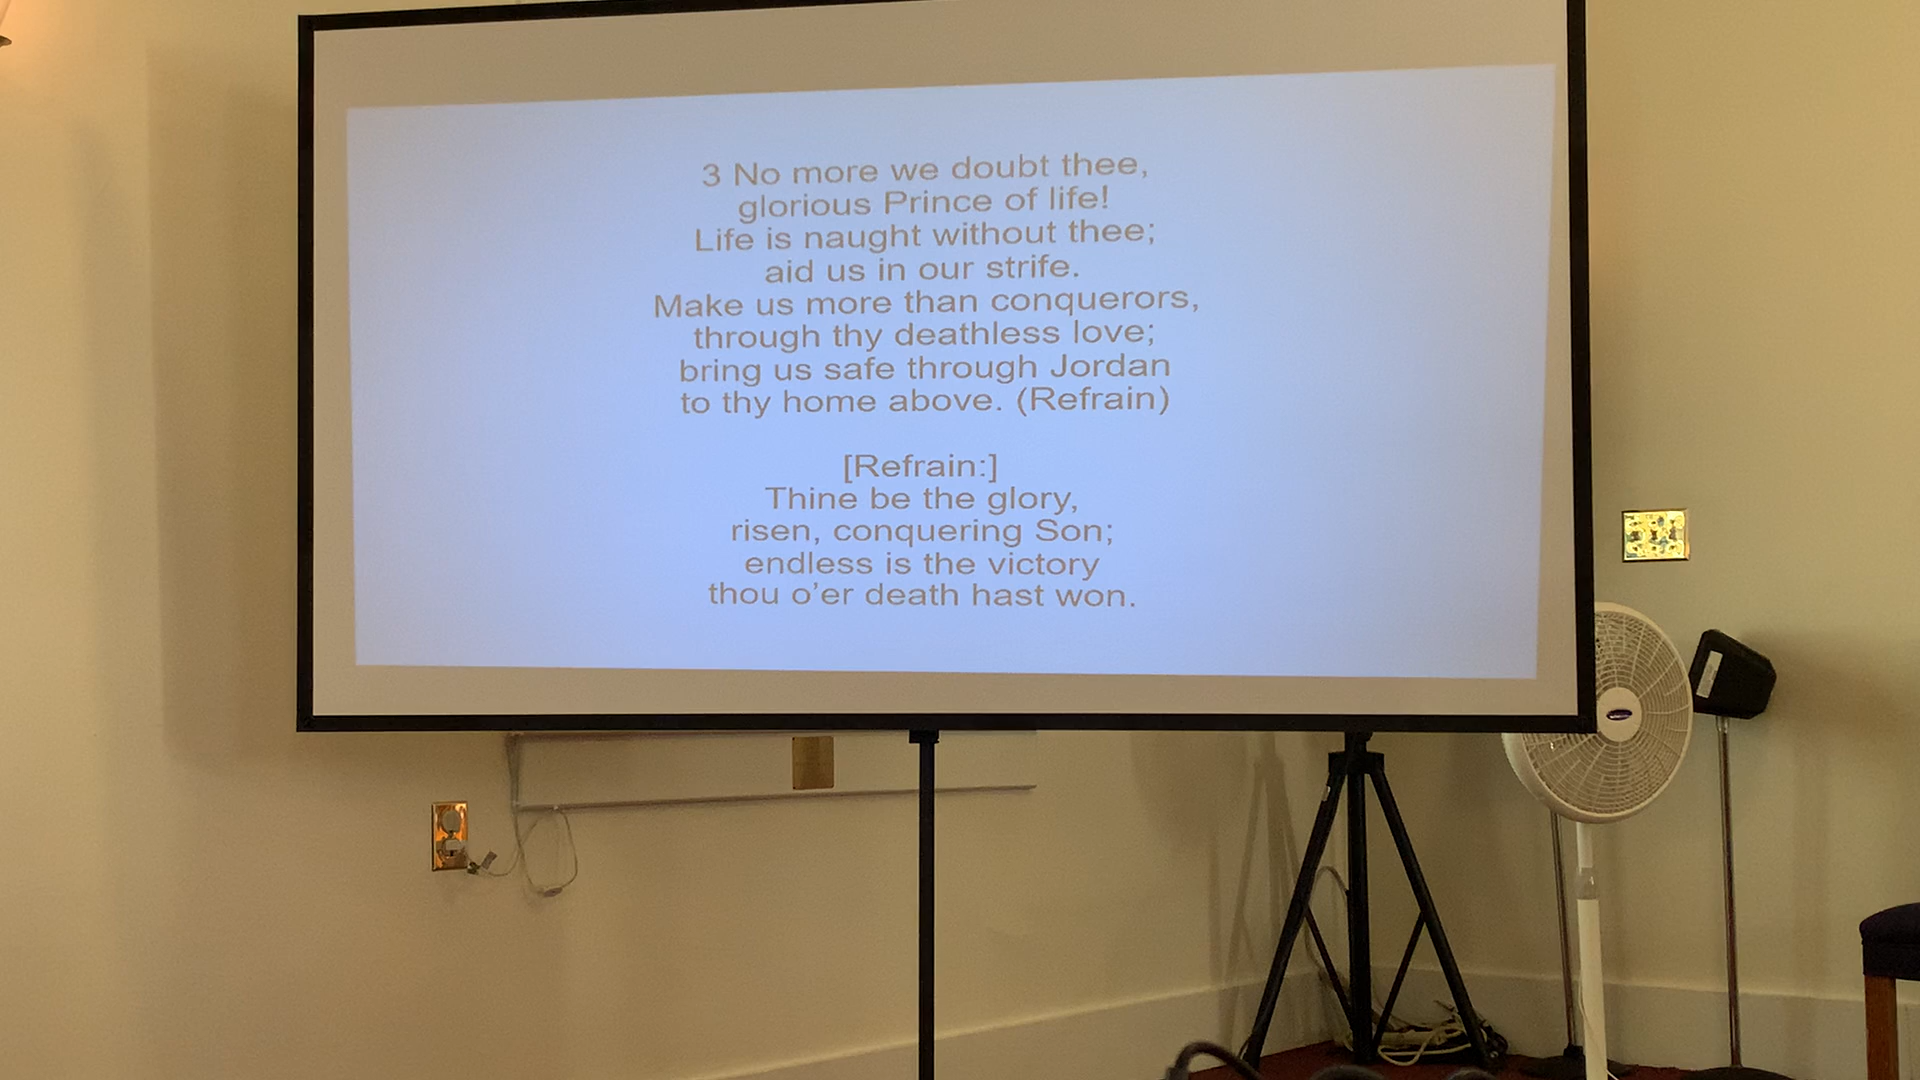 3 No more we doubt thee,
glorious Prince of life!
Life is naught without thee;
aid us in our strife.
Make us more than conquerors,
through thy deathless love;
bring us safe through Jordan
to thy home above. (Refrain)
[Refrain:]
Thine be the glory,
risen, conquering Son;
endless is the victory
thou o’er death hast won.